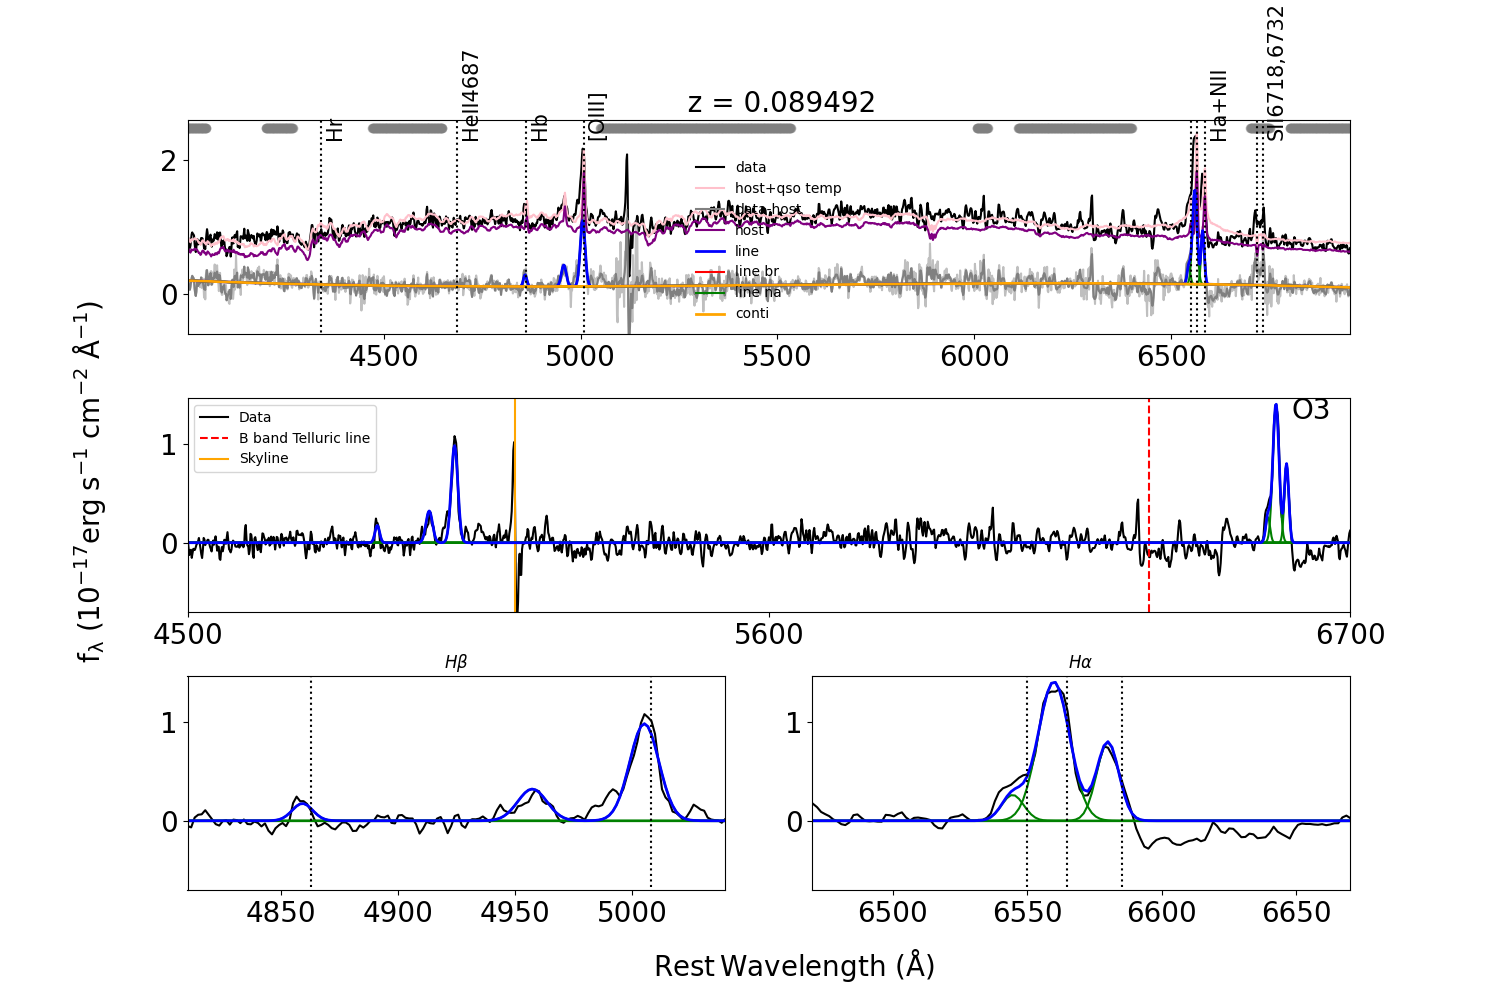 z = 0.089492
Hr
HeII4687
Hb
[OIII]
Ha+NII
SII6718,6732
2
0
data
host+qso temp
data-host
host
line
line br
line na
conti
4500 5000 5500 6000 6500
fλ (10−17erg s−1 cm−2 Å−1)
1
0
Data
B band Telluric line
Skyline
O3
4500 5600 6700
Hβ
1
0
4850 4900 4950 5000
Hα
1
0
6500 6550 6600 6650
Rest Wavelength (Å)